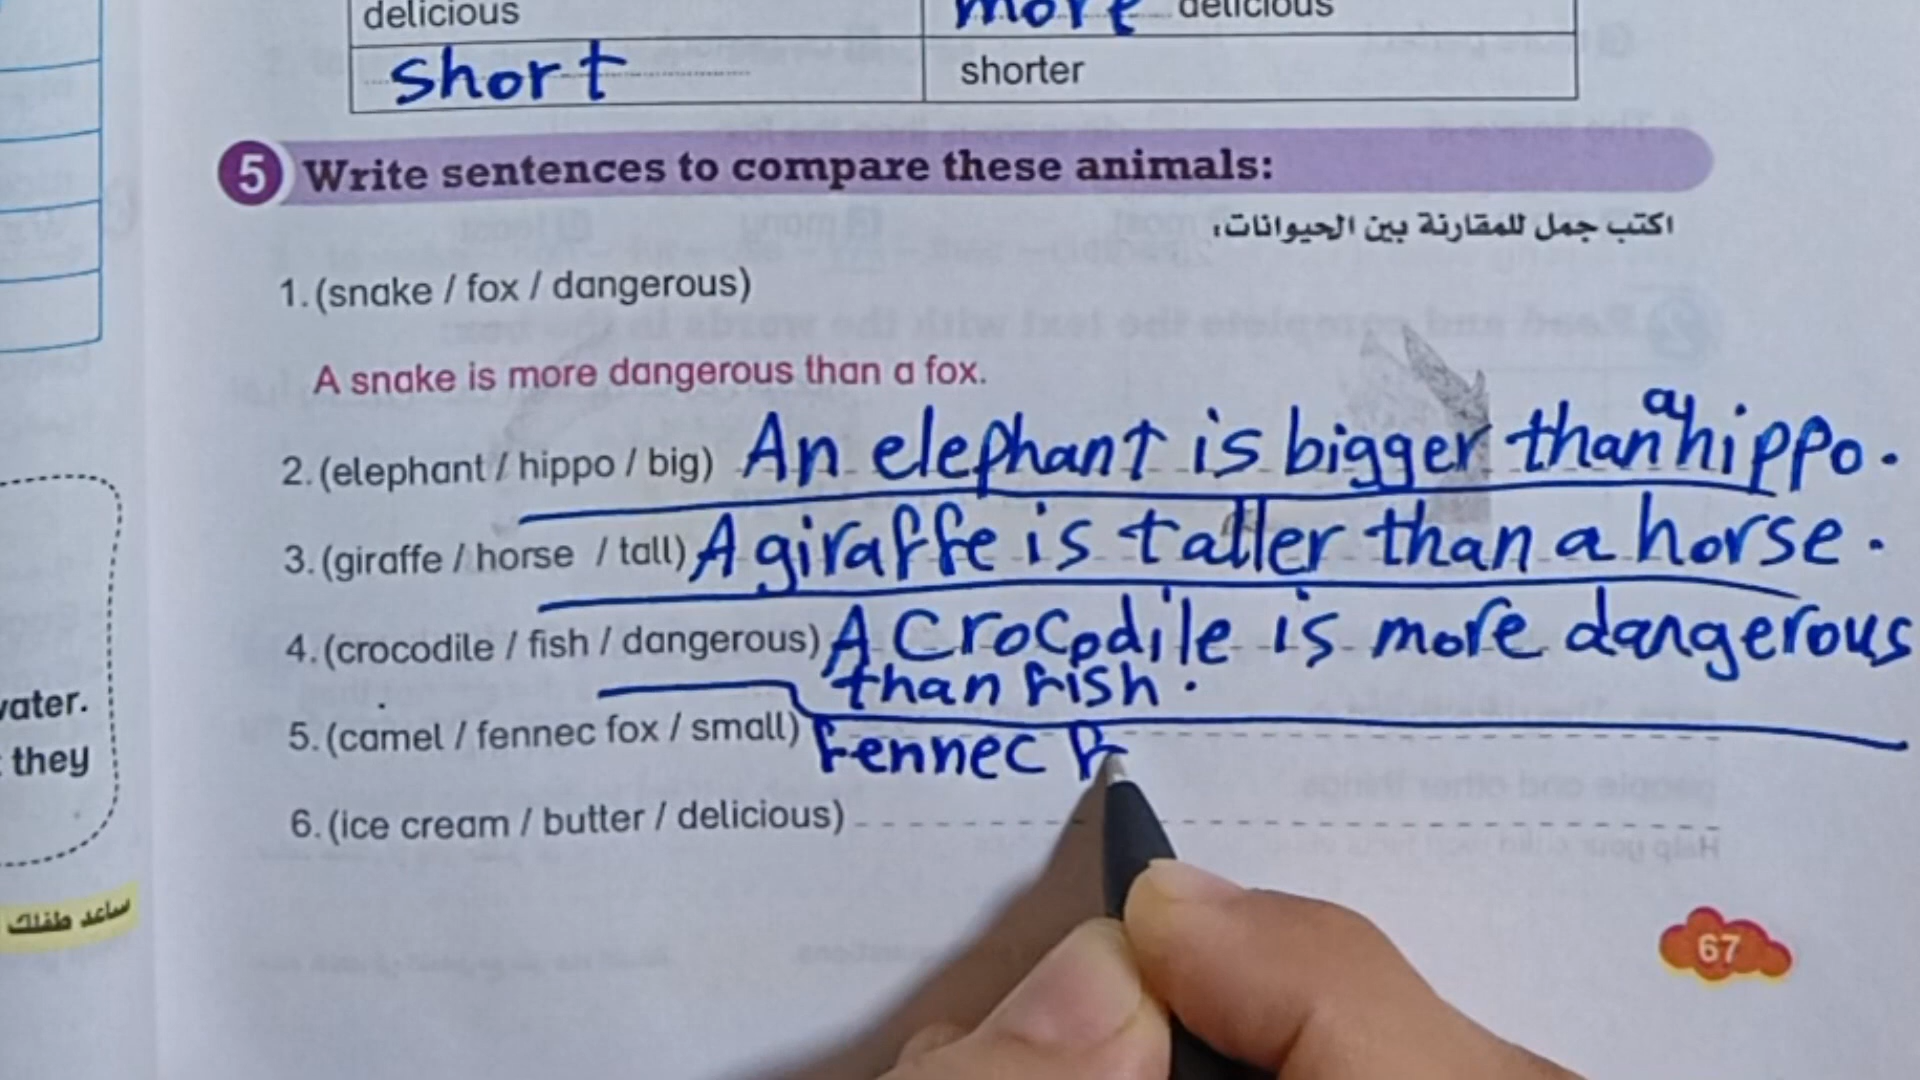 delicious more delicious
short shorter
5 Write sentences to compare these animals:
اكتب جمل للمقارنة بين الحيوانات:
1. (snake / fox / dangerous)
A snake is more dangerous than a fox.
2. (elephant / hippo / big) An elephant is bigger than a hippo.
3. (giraffe / horse / tall) A giraffe is taller than a horse.
4. (crocodile / fish / dangerous) A crocodile is more dangerous
than fish.
5. (camel / fennec fox / small) Fennec
6. (ice cream / butter / delicious)
water.
they
ساعد طفلك
67